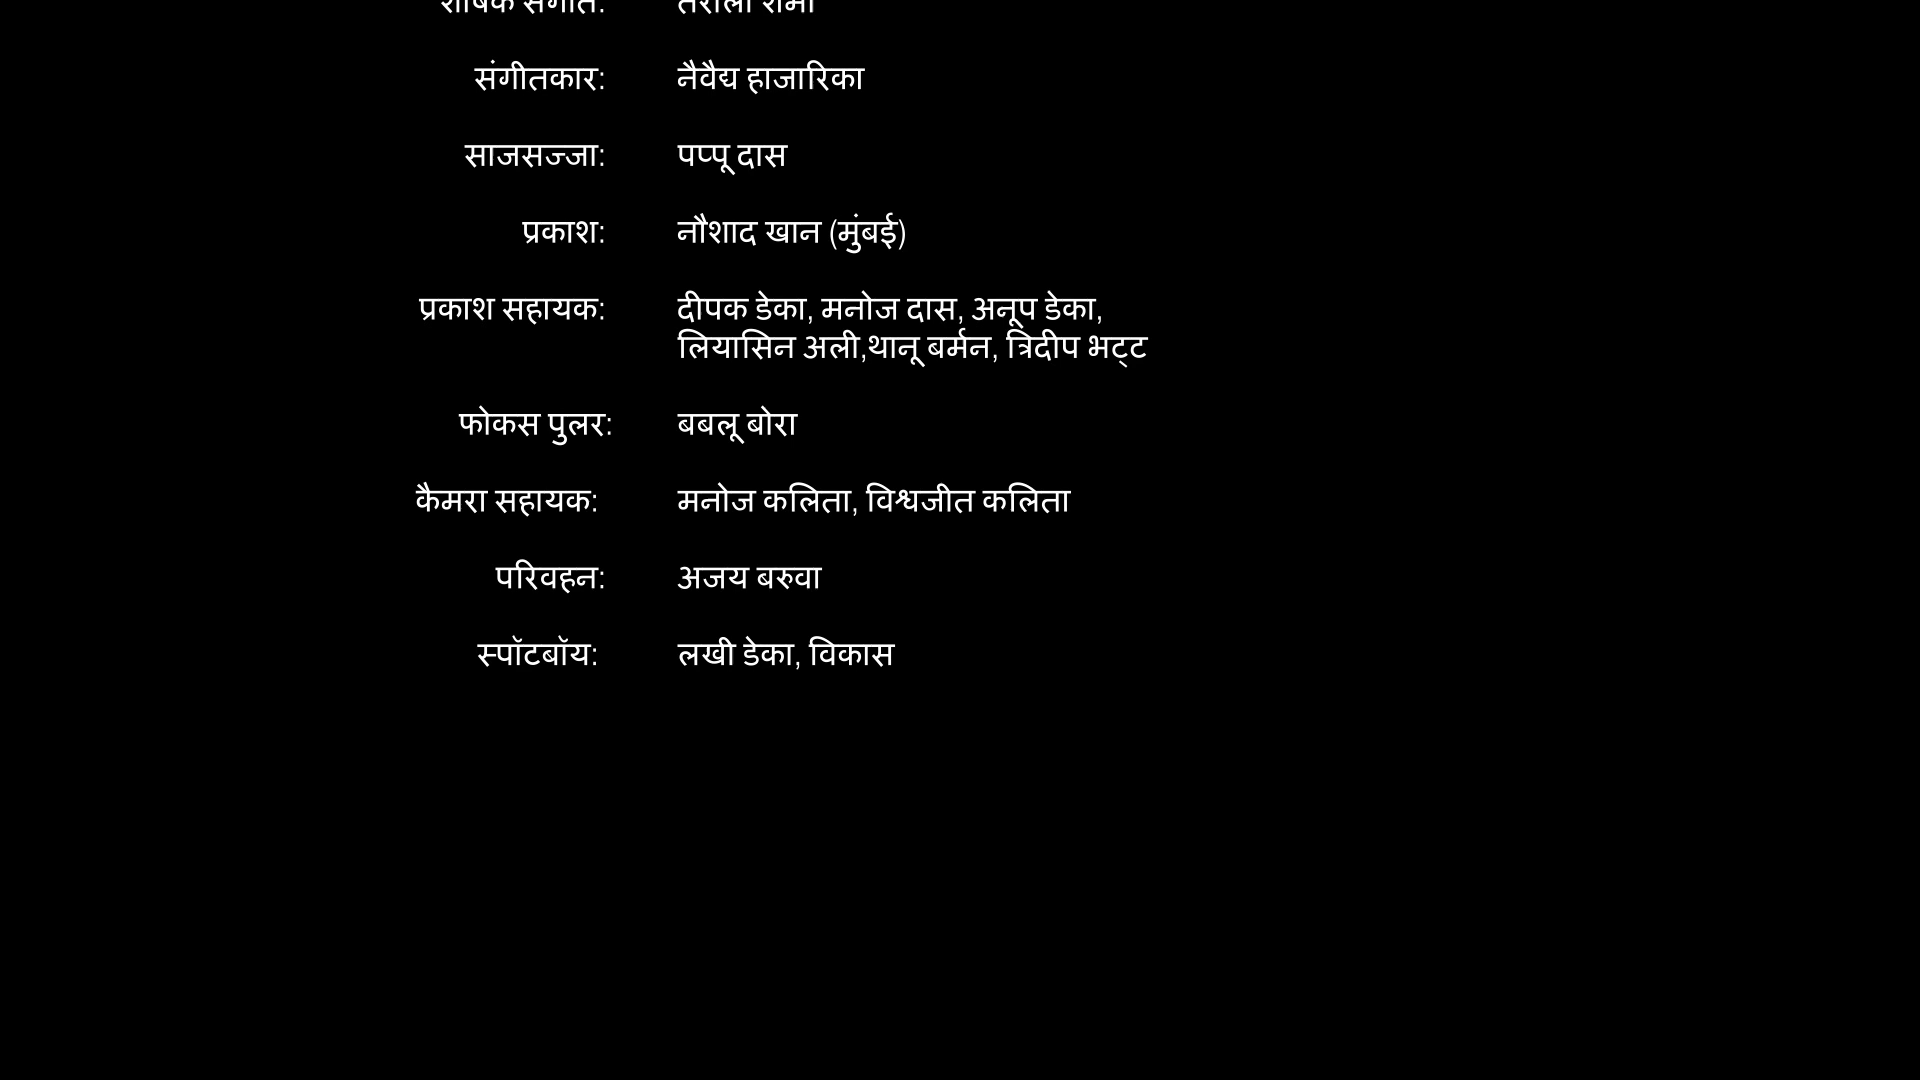 संगीतकार: नैवैद्य हाजारिका
साजसज्जा: पप्पू दास
प्रकाश: नौशाद खान (मुंबई)
प्रकाश सहायक: दीपक डेका, मनोज दास, अनूप डेका,
लियासिन अली,थानू बर्मन, त्रिदीप भट्ट
फोकस पुलर: बबलू बोरा
कैमरा सहायक: मनोज कलिता, विश्वजीत कलिता
परिवहन: अजय बरुवा
स्पॉटबॉय: लखी डेका, विकास